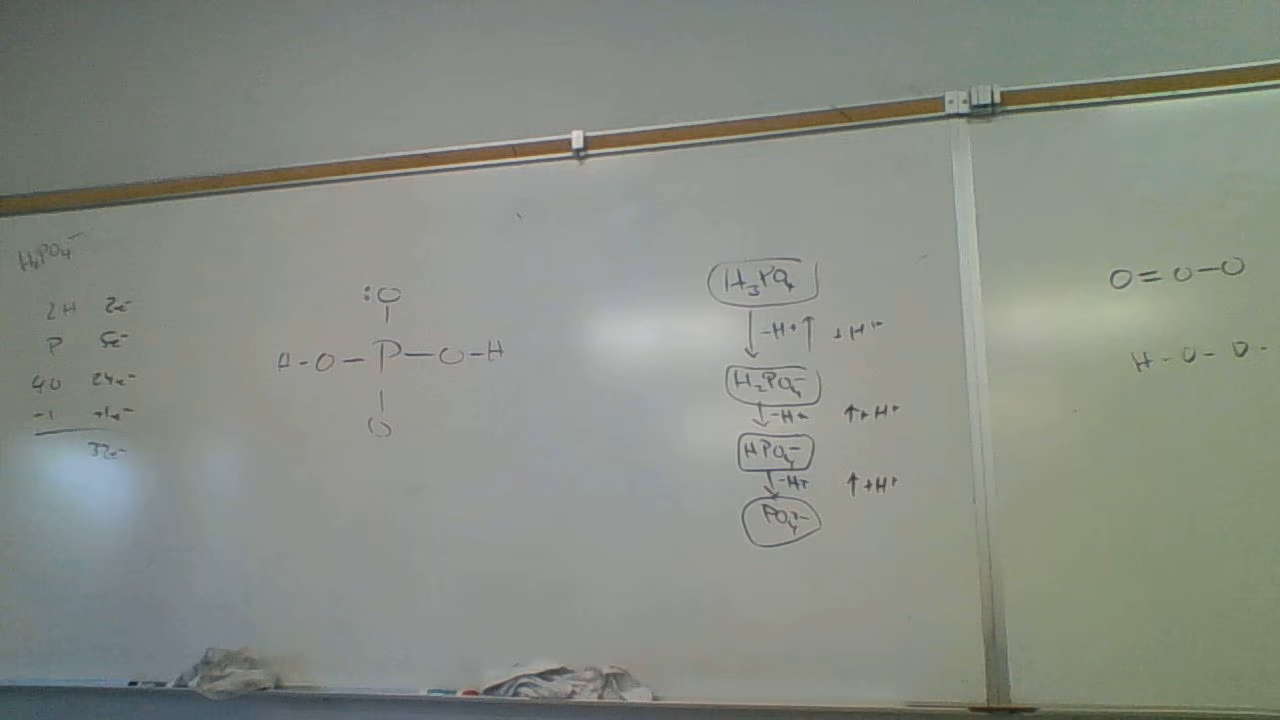 H₂PO₄⁻
2H 2e⁻
P 5e⁻
4O 24e⁻
-1 +1e⁻
32e⁻
:O
H-O-P-O-H
O
H₃PO₄
-H+ +H+
H₂PO₄⁻
-H+ +H+
HPO₄⁻
-H+ +H+
PO₄³⁻
O=O-O
H-O-O-